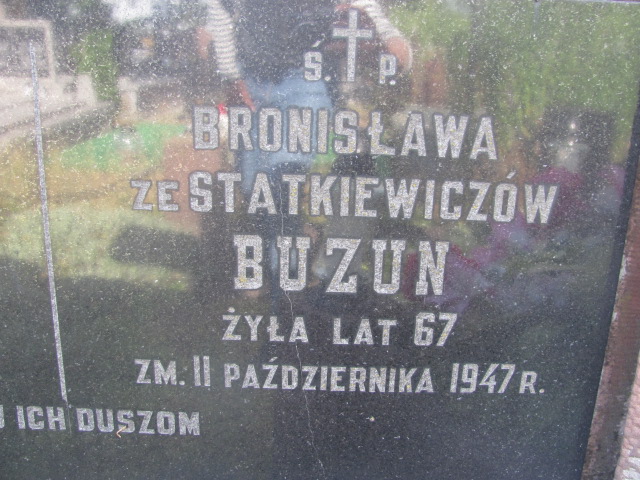 Ś. P.
BRONISŁAWA
ZE STATKIEWICZÓW
BUZUN
ŻYŁA LAT 67
ZM. 11 PAŹDZIERNIKA 1947 R.
ICH DUSZOM